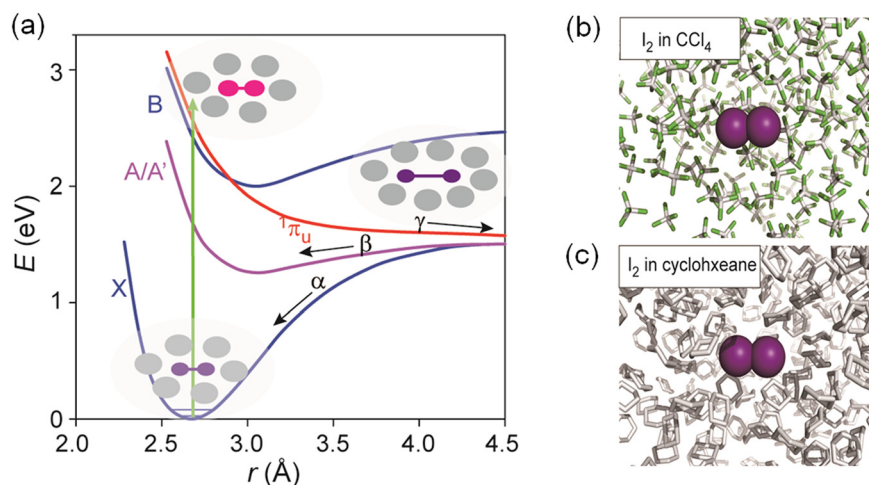 (a)
3
2
1
0
E (eV)
2.0 2.5 3.0 3.5 4.0 4.5
r (Å)
B
A/A'
X
¹πu
γ
β
α
(b)
I₂ in CCl₄
(c)
I₂ in cyclohxeane